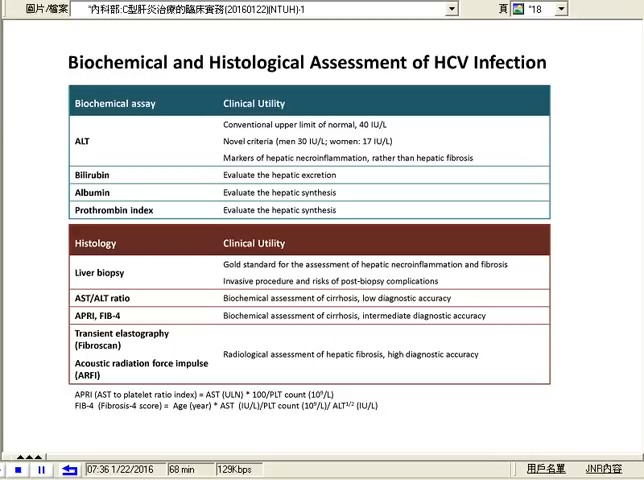 圖片/檔案 "內科部:C型肝炎治療的臨床實務(20160122)(NTUH)-1 頁 "18
Biochemical and Histological Assessment of HCV Infection
Biochemical assay Clinical Utility
Conventional upper limit of normal, 40 IU/L
ALT Novel criteria (men 30 IU/L; women: 17 IU/L)
Markers of hepatic necroinflammation, rather than hepatic fibrosis
Bilirubin Evaluate the hepatic excretion
Albumin Evaluate the hepatic synthesis
Prothrombin index Evaluate the hepatic synthesis
Histology Clinical Utility
Gold standard for the assessment of hepatic necroinflammation and fibrosis
Liver biopsy
Invasive procedure and risks of post-biopsy complications
AST/ALT ratio Biochemical assessment of cirrhosis, low diagnostic accuracy
APRI, FIB-4 Biochemical assessment of cirrhosis, intermediate diagnostic accuracy
Transient elastography
(Fibroscan)
Radiological assessment of hepatic fibrosis, high diagnostic accuracy
Acoustic radiation force impulse
(ARFI)
APRI (AST to platelet ratio index) = AST (ULN) * 100/PLT count (10⁹/L)
FIB-4 (Fibrosis-4 score) = Age (year) * AST (IU/L)/PLT count (10⁹/L)/ ALT¹ᐟ² (IU/L)
07:36 1/22/2016 68 min 129Kbps 用戶名單 JNR內容